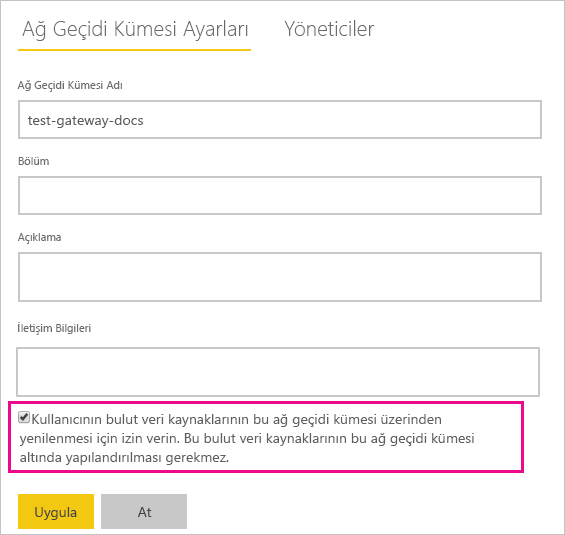 Ağ Geçidi Kümesi Ayarları Yöneticiler
Ağ Geçidi Kümesi Adı
test-gateway-docs
Bölüm
Açıklama
İletişim Bilgileri
Kullanıcının bulut veri kaynaklarının bu ağ geçidi kümesi üzerinden
yenilenmesi için izin verin. Bu bulut veri kaynaklarının bu ağ geçidi kümesi
altında yapılandırılması gerekmez.
Uygula At